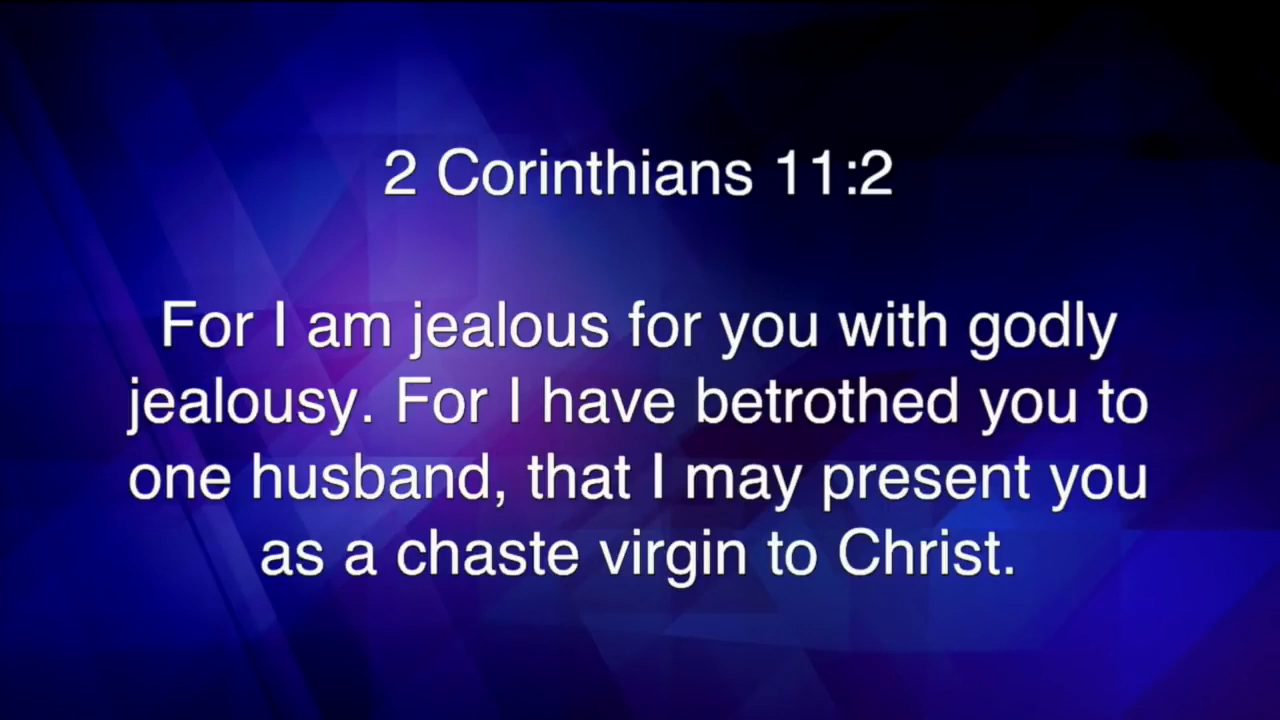 2 Corinthians 11:2
For I am jealous for you with godly
jealousy. For I have betrothed you to
one husband, that I may present you
as a chaste virgin to Christ.